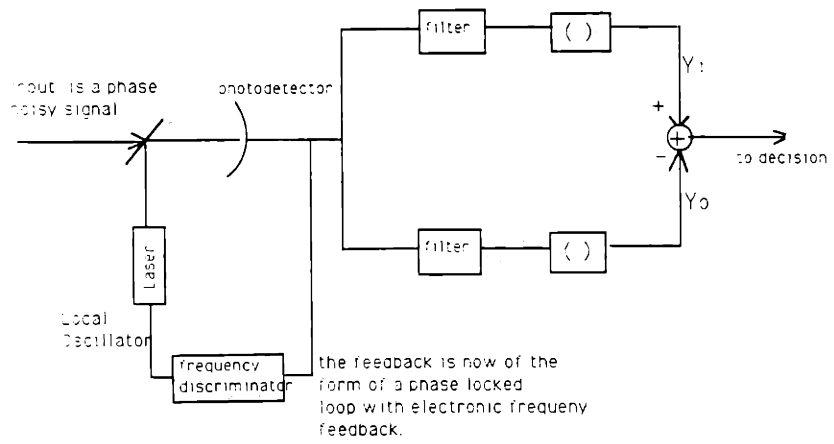 filter
( )
Y1
input is a phase
noisy signal
photodetector
+
+
−
to decision
Y0
filter
( )
Laser
Local
Oscillator
frequency
discriminator
the feedback is now of the
form of a phase locked
loop with electronic frequeny
feedback.